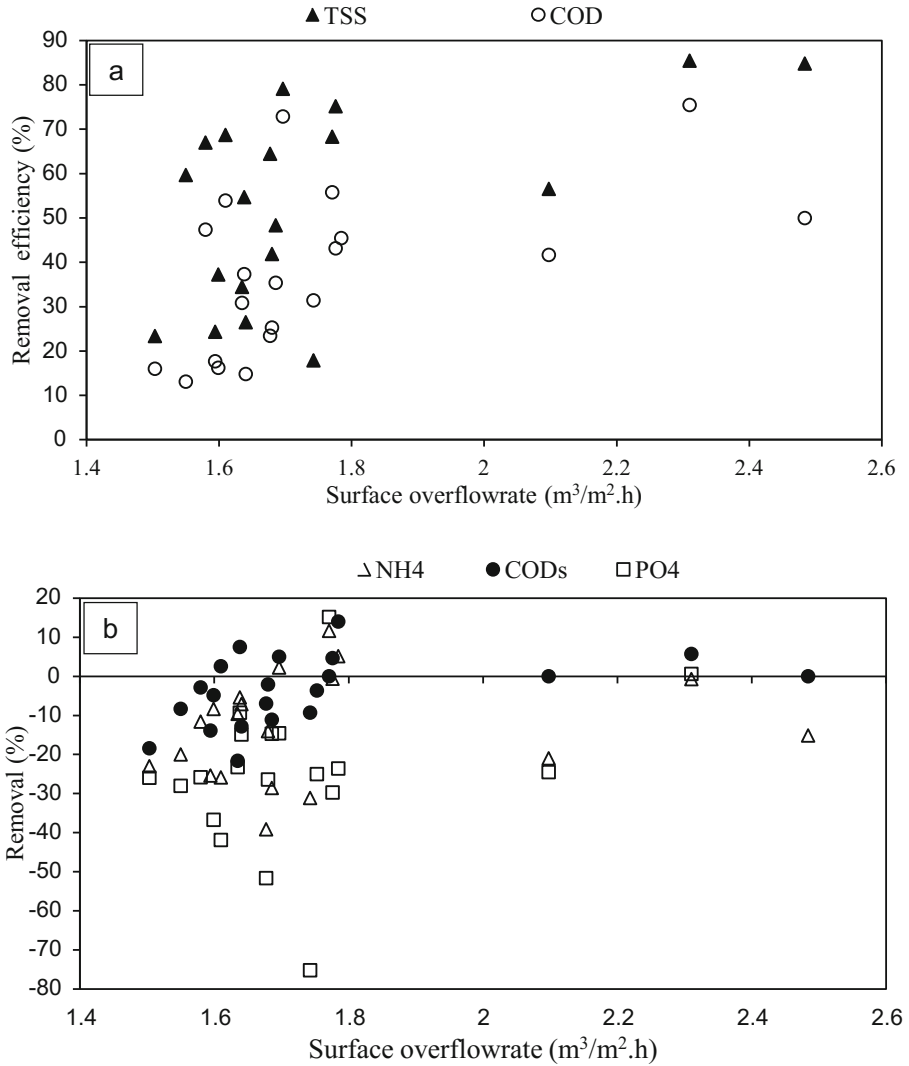 ▲ TSS ○ COD
a
90
80
70
60
50
40
30
20
10
0
Removal efficiency (%)
1.4 1.6 1.8 2 2.2 2.4 2.6
Surface overflowrate (m³/m².h)
△ NH4 ● CODs □ PO4
b
20
10
0
-10
-20
-30
-40
-50
-60
-70
-80
Removal (%)
1.4 1.6 1.8 2 2.2 2.4 2.6
Surface overflowrate (m³/m².h)